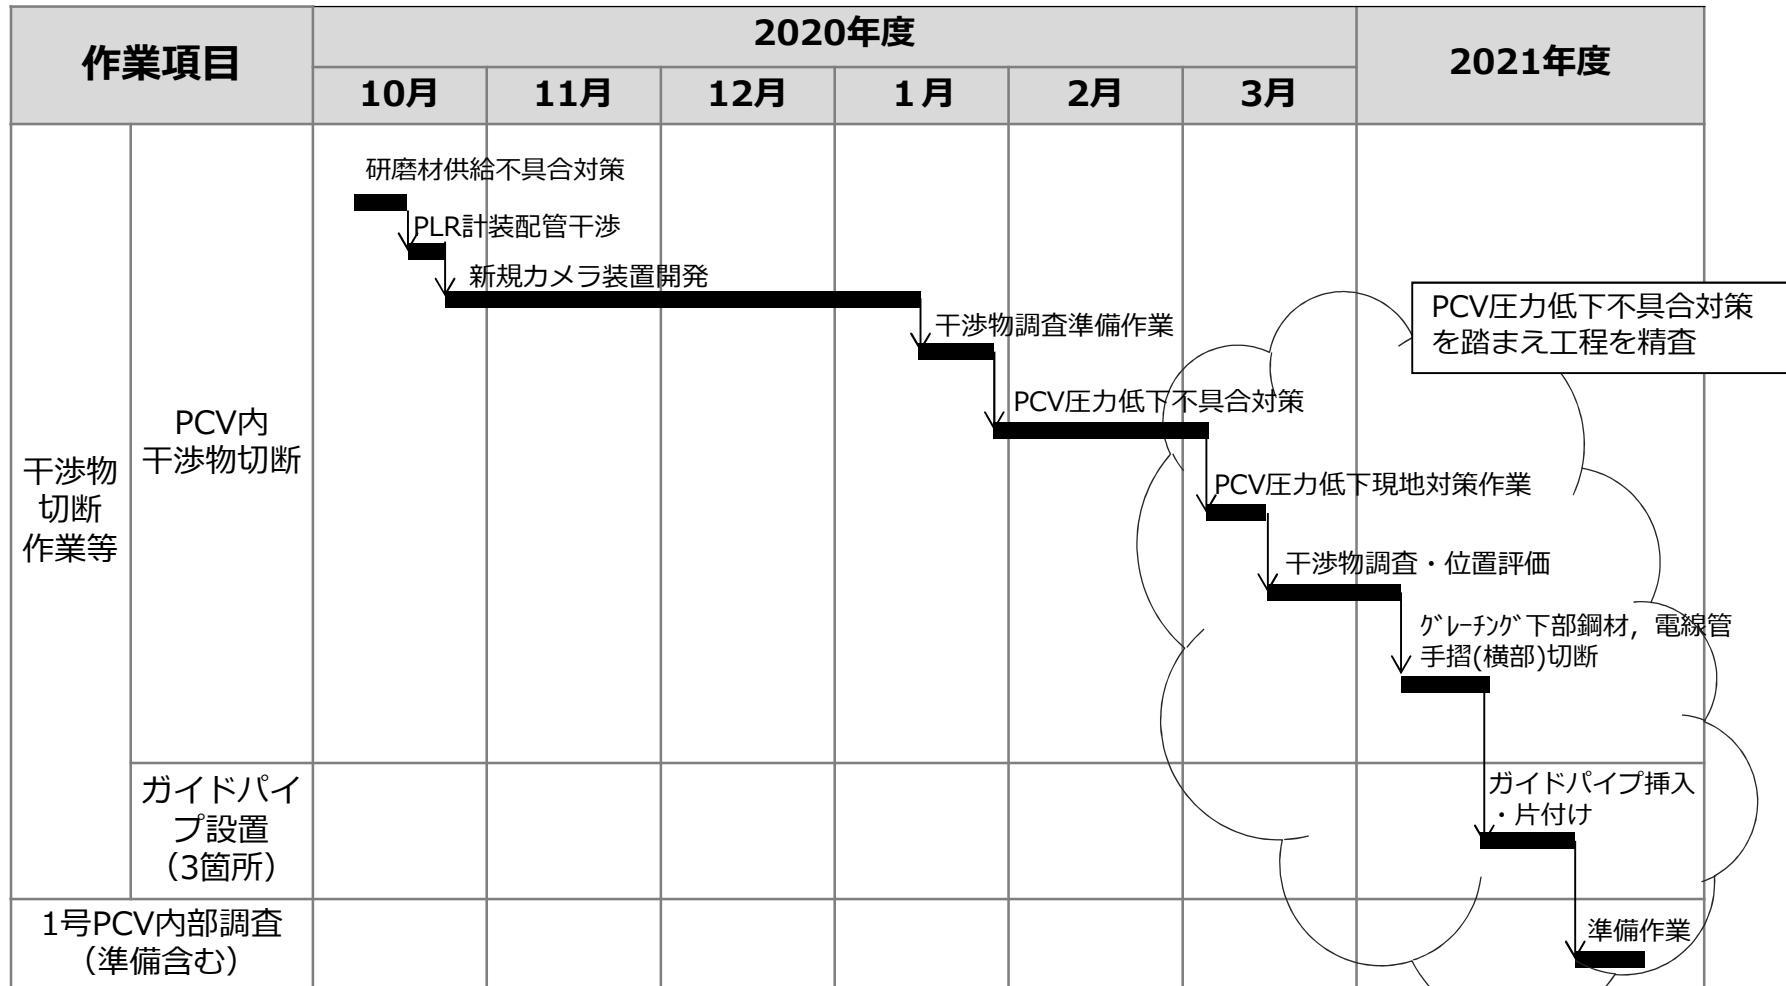 作業項目
2020年度
2021年度
10月
11月
12月
1月
2月
3月
干渉物
切断
作業等
PCV内
干渉物切断
研磨材供給不具合対策
PLR計装配管干渉
新規カメラ装置開発
干渉物調査準備作業
PCV圧力低下不具合対策
PCV圧力低下不具合対策
を踏まえ工程を精査
PCV圧力低下現地対策作業
干渉物調査・位置評価
ｸﾞﾚｰﾁﾝｸﾞ下部鋼材，電線管
手摺(横部)切断
ガイドパイ
プ設置
（3箇所）
ガイドパイプ挿入
・片付け
1号PCV内部調査
（準備含む）
準備作業